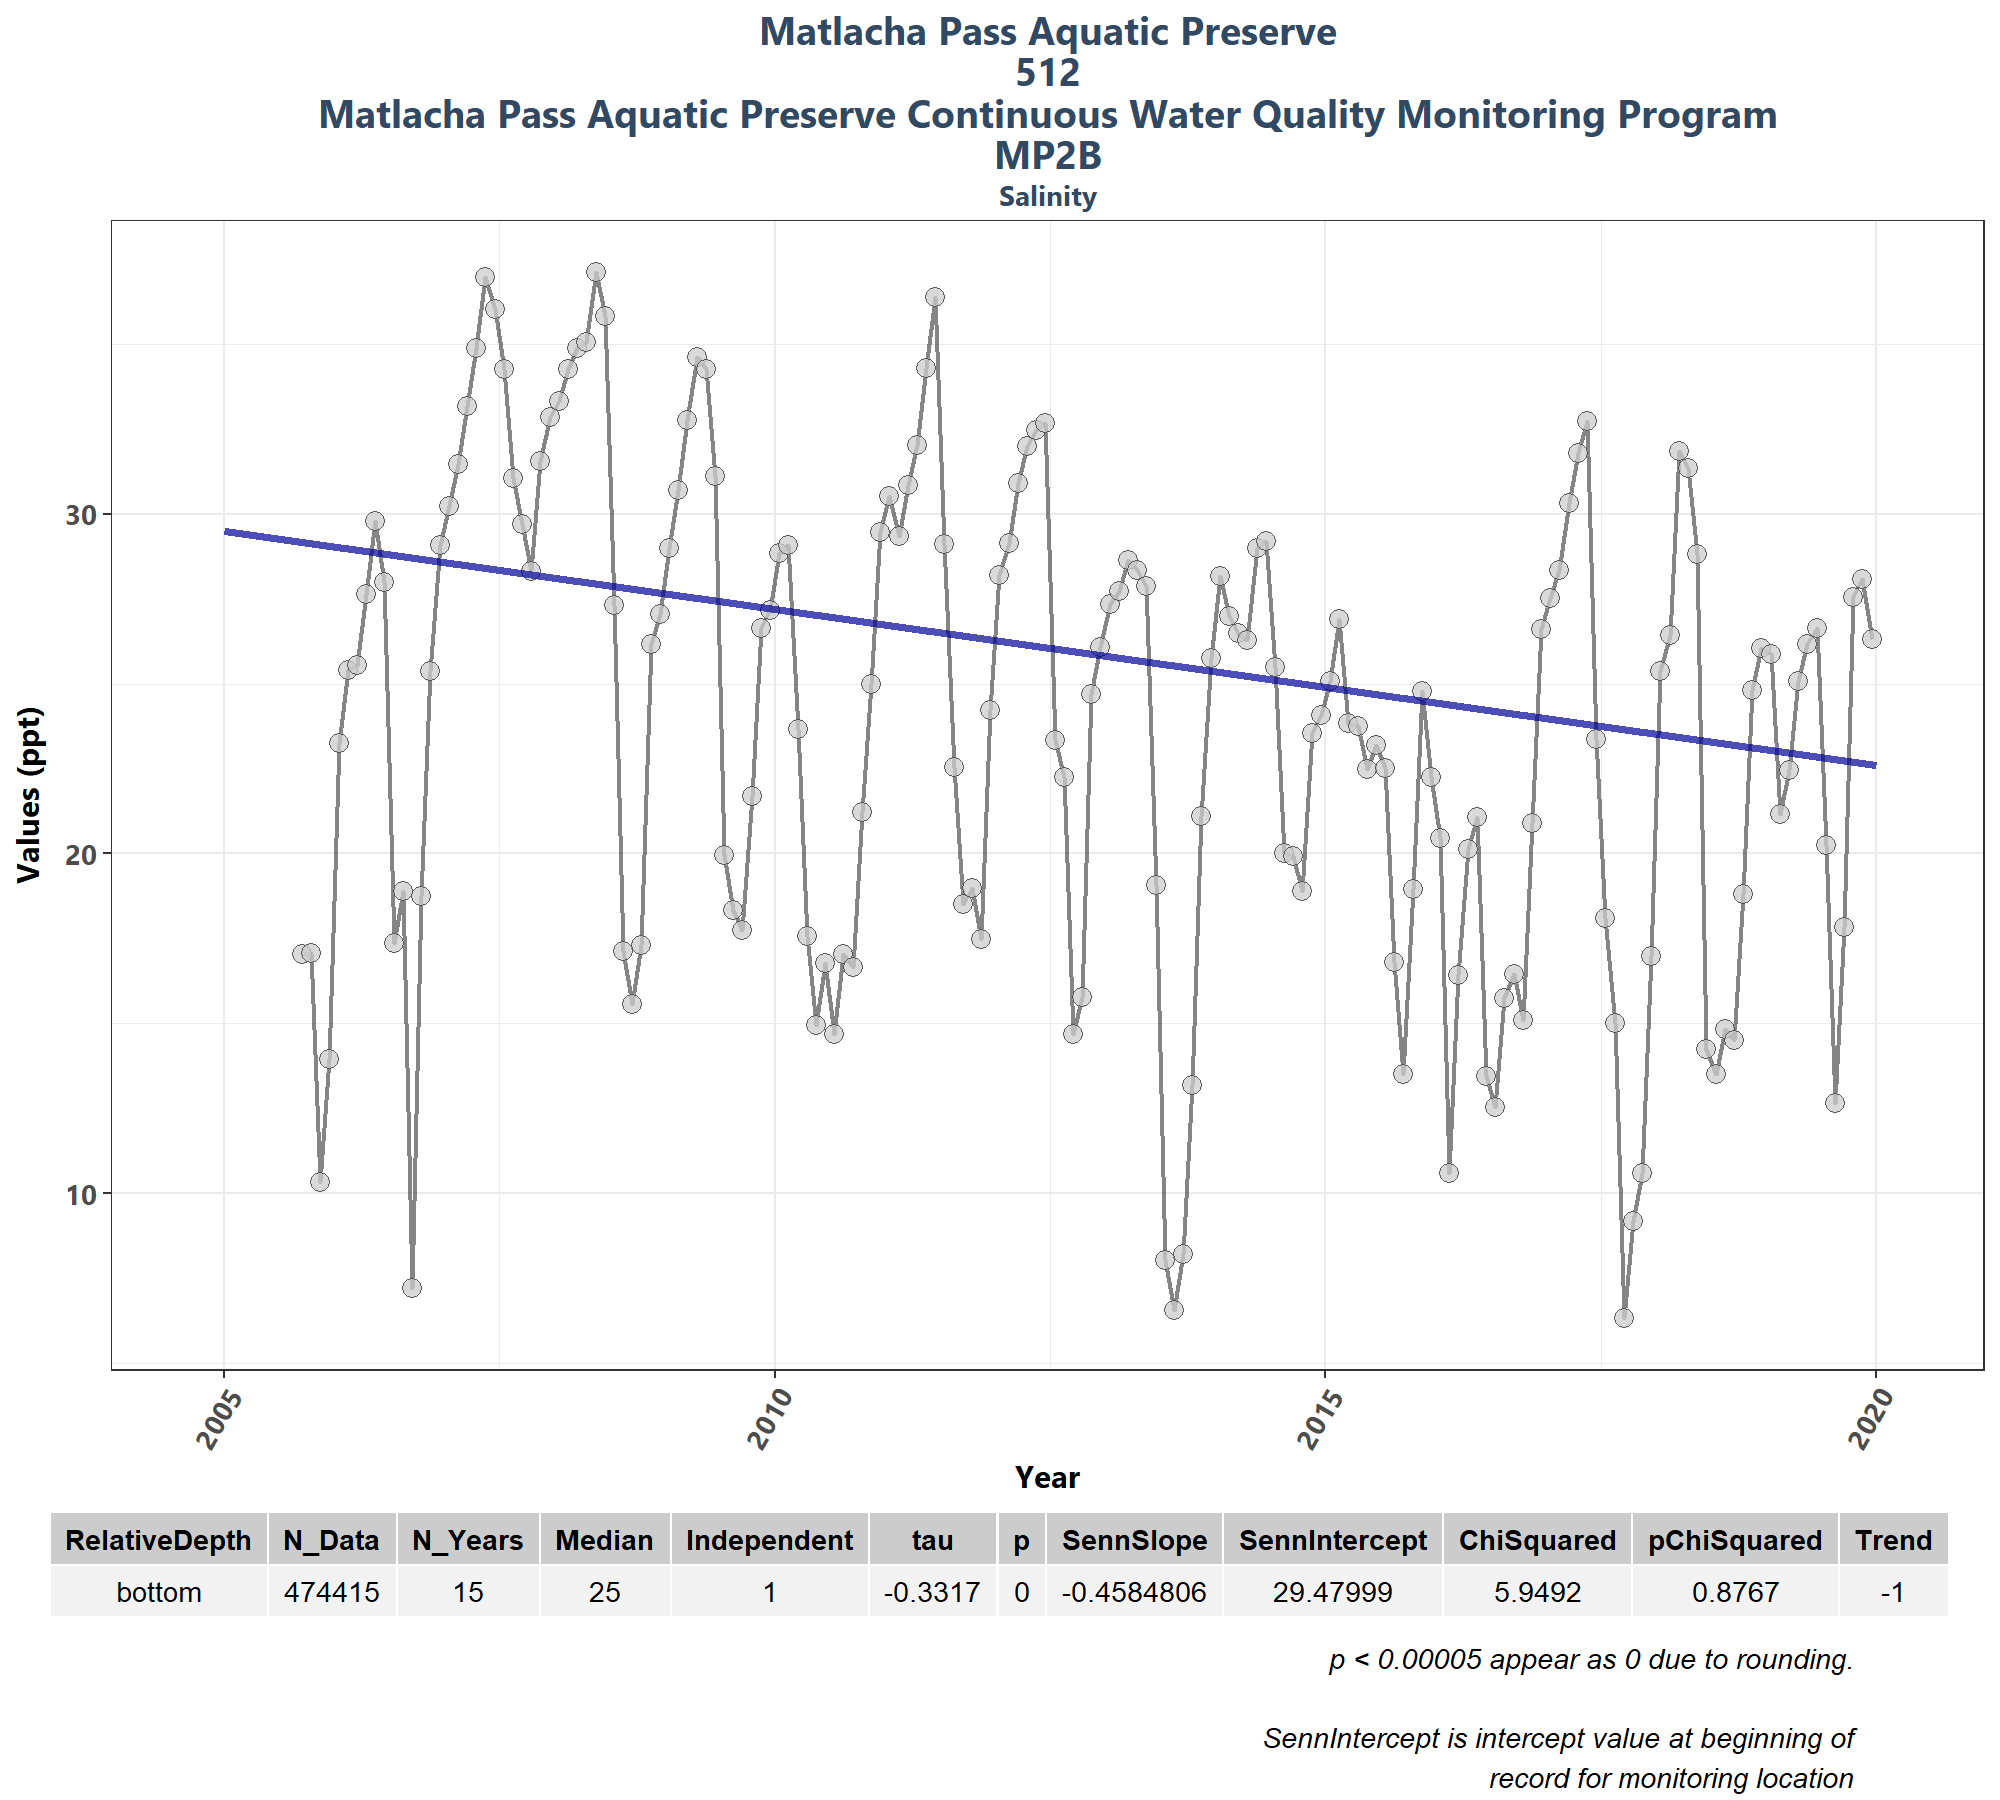 Matlacha Pass Aquatic Preserve
512
Matlacha Pass Aquatic Preserve Continuous Water Quality Monitoring Program
MP2B
Salinity
Values (ppt)
30
20
10
2005 2010 2015 2020
Year
RelativeDepth N_Data N_Years Median Independent tau p SennSlope SennIntercept ChiSquared pChiSquared Trend
bottom 474415 15 25 1 -0.3317 0 -0.4584806 29.47999 5.9492 0.8767 -1
p < 0.00005 appear as 0 due to rounding.
SennIntercept is intercept value at beginning of
record for monitoring location